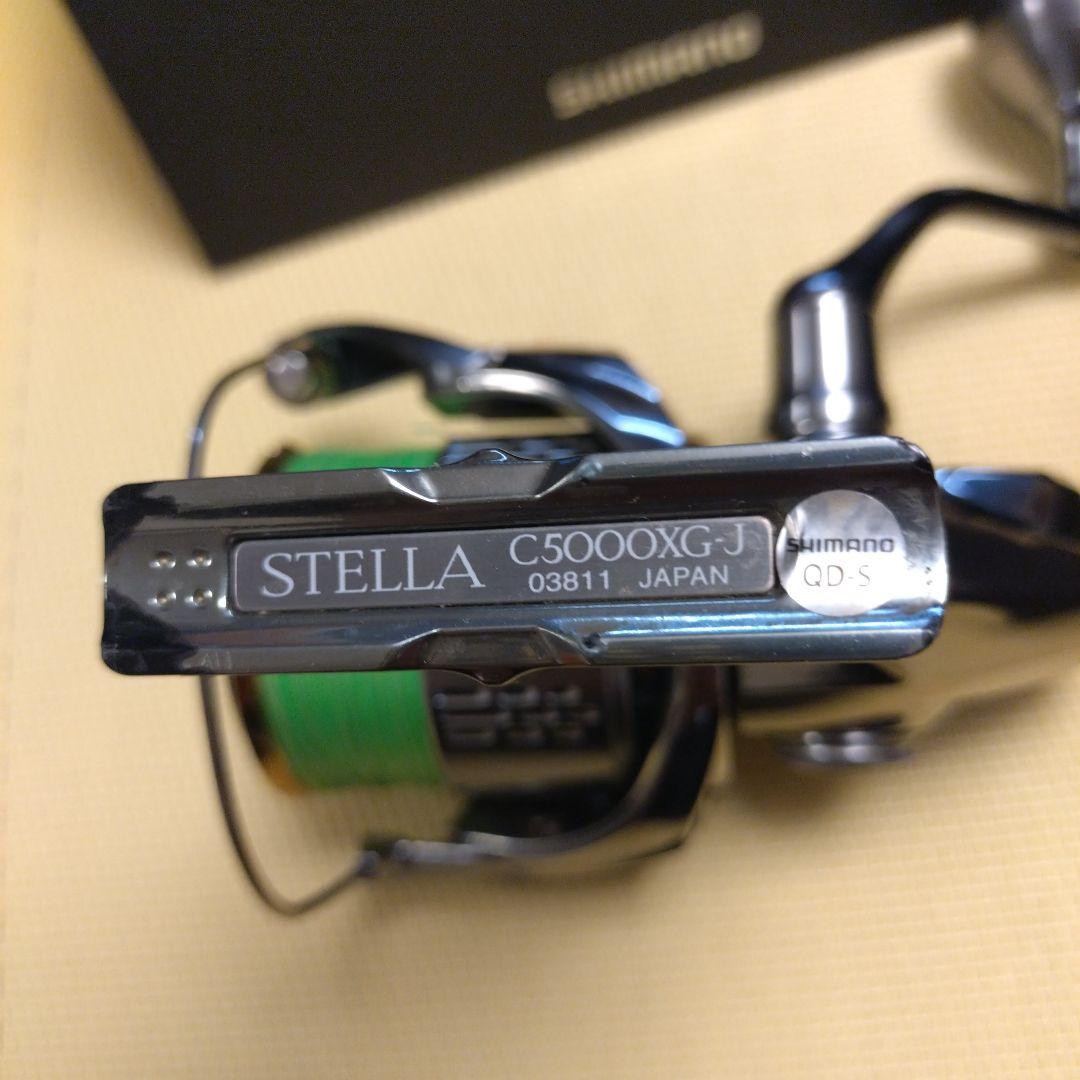 SHIMANO
STELLA C5000XG-J
03811 JAPAN
SHIMANO
QD-S